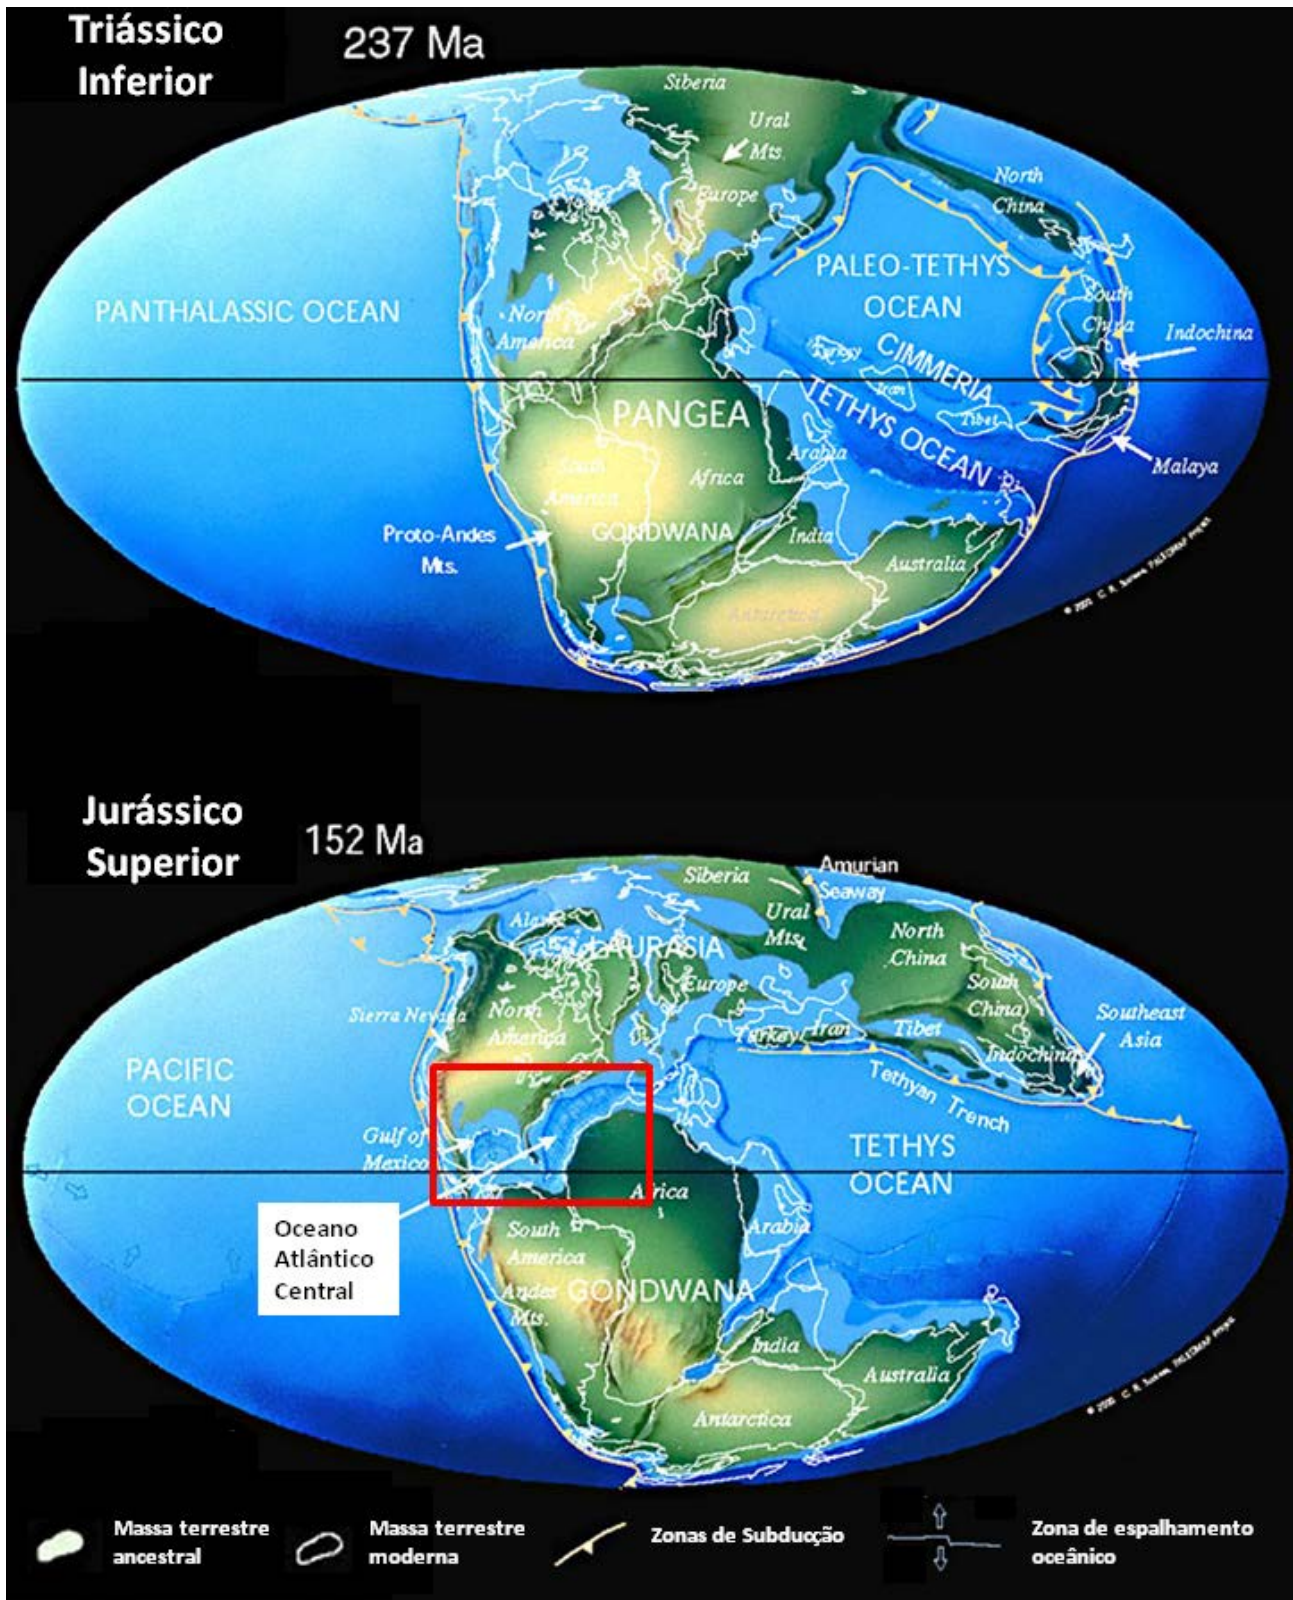 Triássico
Inferior
237 Ma
Siberia
Ural
Mts.
Europe
North
China
PALEO-TETHYS
OCEAN
South
China
Indochina
PANTHALASSIC OCEAN
North
America
Turkey
CIMMERIA
Iran
Tibet
TETHYS OCEAN
PANGEA
Malaya
South
America
Africa
Arabia
Proto-Andes
Mts.
GONDWANA
India
Australia
Antarctica
Jurássico
Superior
152 Ma
Amurian
Seaway
Siberia
Ural
Mts.
Alaska
LAURASIA
North
China
Europe
South
China
Sierra Nevada
North
America
Turkey
Iran
Tibet
Indochina
Southeast
Asia
PACIFIC
OCEAN
Tethyan Trench
Gulf of
Mexico
TETHYS
OCEAN
Africa
Oceano
Atlântico
Central
South
America
Arabia
Andes
Mts.
GONDWANA
India
Australia
Antarctica
Massa terrestre
ancestral
Massa terrestre
moderna
Zonas de Subducção
Zona de espalhamento
oceânico